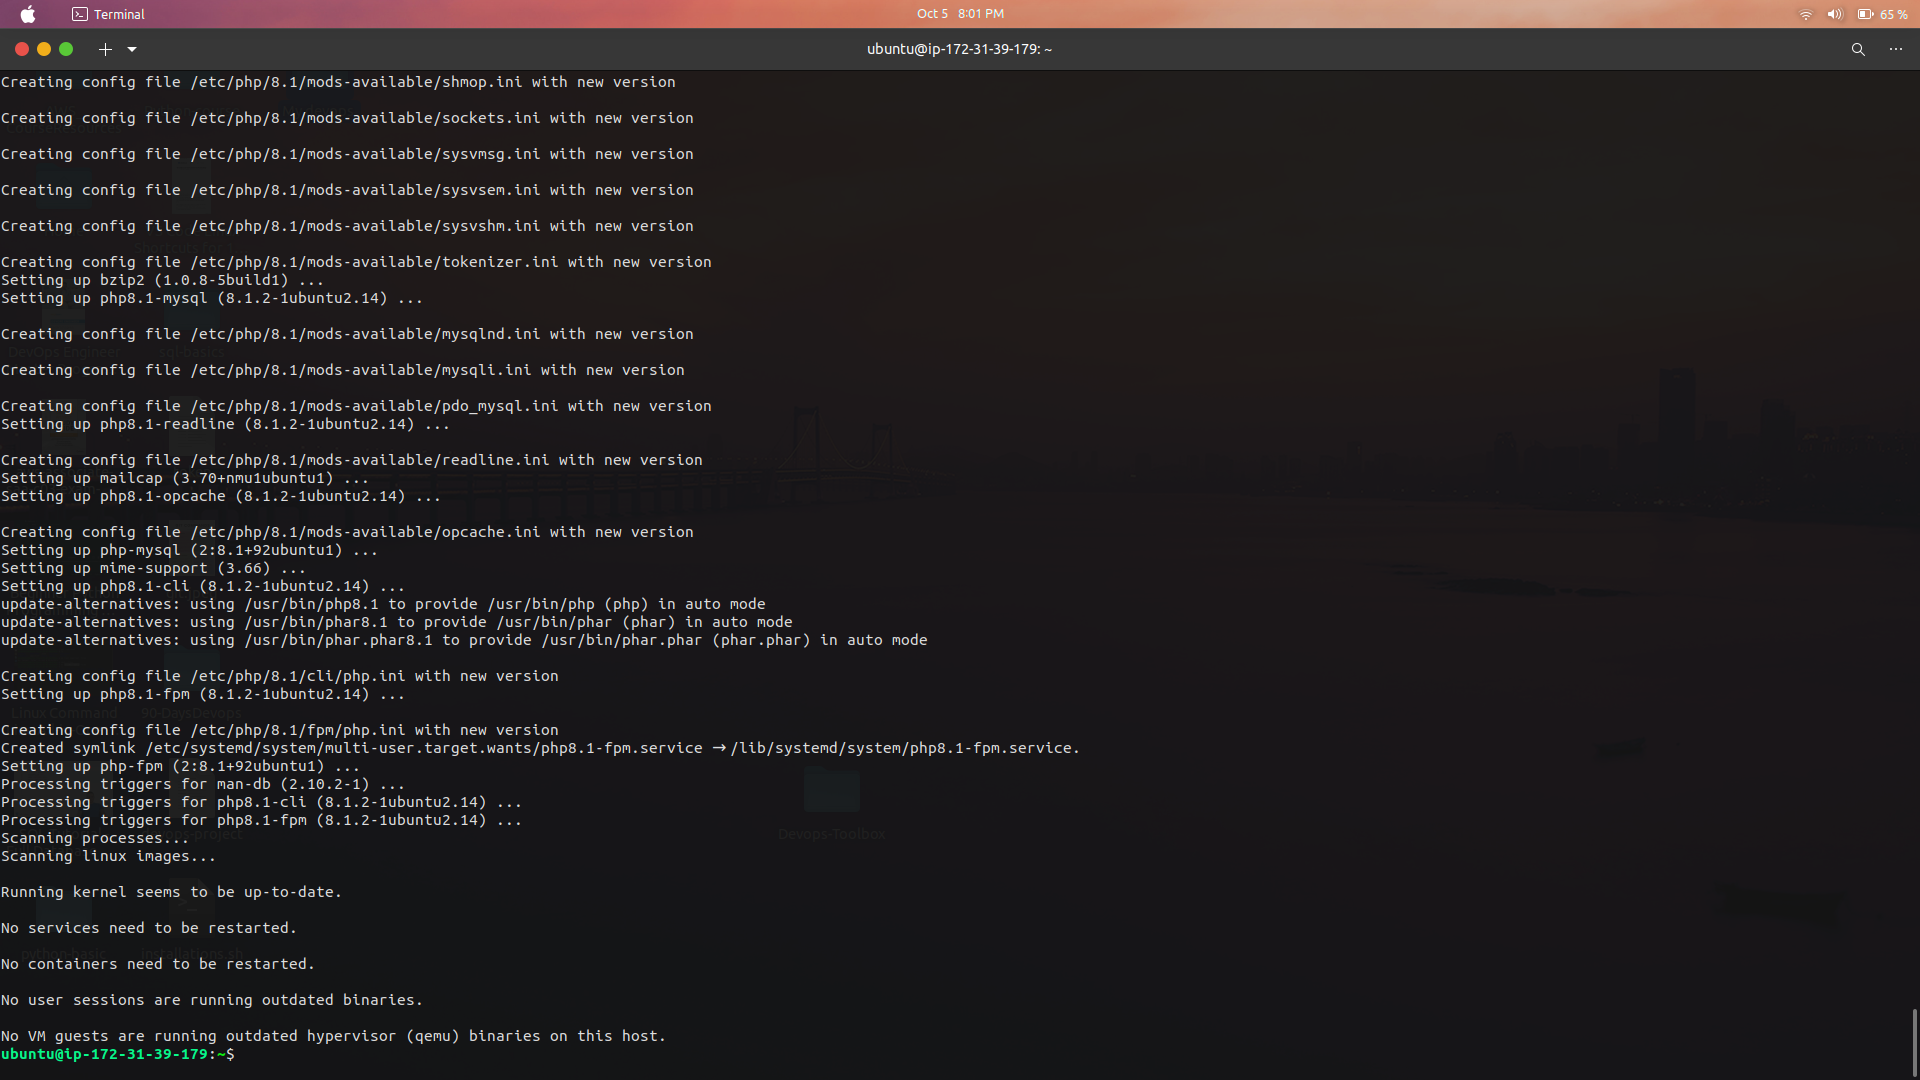 Terminal
Oct 5 8:01 PM
65 %
ubuntu@ip-172-31-39-179: ~
Creating config file /etc/php/8.1/mods-available/shmop.ini with new version
Creating config file /etc/php/8.1/mods-available/sockets.ini with new version
Creating config file /etc/php/8.1/mods-available/sysvmsg.ini with new version
Creating config file /etc/php/8.1/mods-available/sysvsem.ini with new version
Creating config file /etc/php/8.1/mods-available/sysvshm.ini with new version
Creating config file /etc/php/8.1/mods-available/tokenizer.ini with new version
Setting up bzip2 (1.0.8-5build1) ...
Setting up php8.1-mysql (8.1.2-1ubuntu2.14) ...
Creating config file /etc/php/8.1/mods-available/mysqlnd.ini with new version
DevOps Engineer
sql-basics
Creating config file /etc/php/8.1/mods-available/mysqli.ini with new version
Creating config file /etc/php/8.1/mods-available/pdo_mysql.ini with new version
Setting up php8.1-readline (8.1.2-1ubuntu2.14) ...
Creating config file /etc/php/8.1/mods-available/readline.ini with new version
Setting up mailcap (3.70+nmu1ubuntu1) ...
Setting up php8.1-opcache (8.1.2-1ubuntu2.14) ...
Creating config file /etc/php/8.1/mods-available/opcache.ini with new version
Setting up php-mysql (2:8.1+92ubuntu1) ...
Setting up mime-support (3.66) ...
Setting up php8.1-cli (8.1.2-1ubuntu2.14) ...
update-alternatives: using /usr/bin/php8.1 to provide /usr/bin/php (php) in auto mode
update-alternatives: using /usr/bin/phar8.1 to provide /usr/bin/phar (phar) in auto mode
update-alternatives: using /usr/bin/phar.phar8.1 to provide /usr/bin/phar.phar (phar.phar) in auto mode
Creating config file /etc/php/8.1/cli/php.ini with new version
Setting up php8.1-fpm (8.1.2-1ubuntu2.14) ...
Linux Command
90-DaysDevops
Creating config file /etc/php/8.1/fpm/php.ini with new version
Created symlink /etc/systemd/system/multi-user.target.wants/php8.1-fpm.service → /lib/systemd/system/php8.1-fpm.service.
Setting up php-fpm (2:8.1+92ubuntu1) ...
Processing triggers for man-db (2.10.2-1) ...
Processing triggers for php8.1-cli (8.1.2-1ubuntu2.14) ...
Processing triggers for php8.1-fpm (8.1.2-1ubuntu2.14) ...
Devops-Toolbox
Scanning processes...
Scanning linux images...
Running kernel seems to be up-to-date.
No services need to be restarted.
python-basic
installations.sh
No containers need to be restarted.
No user sessions are running outdated binaries.
No VM guests are running outdated hypervisor (qemu) binaries on this host.
ubuntu@ip-172-31-39-179:~$